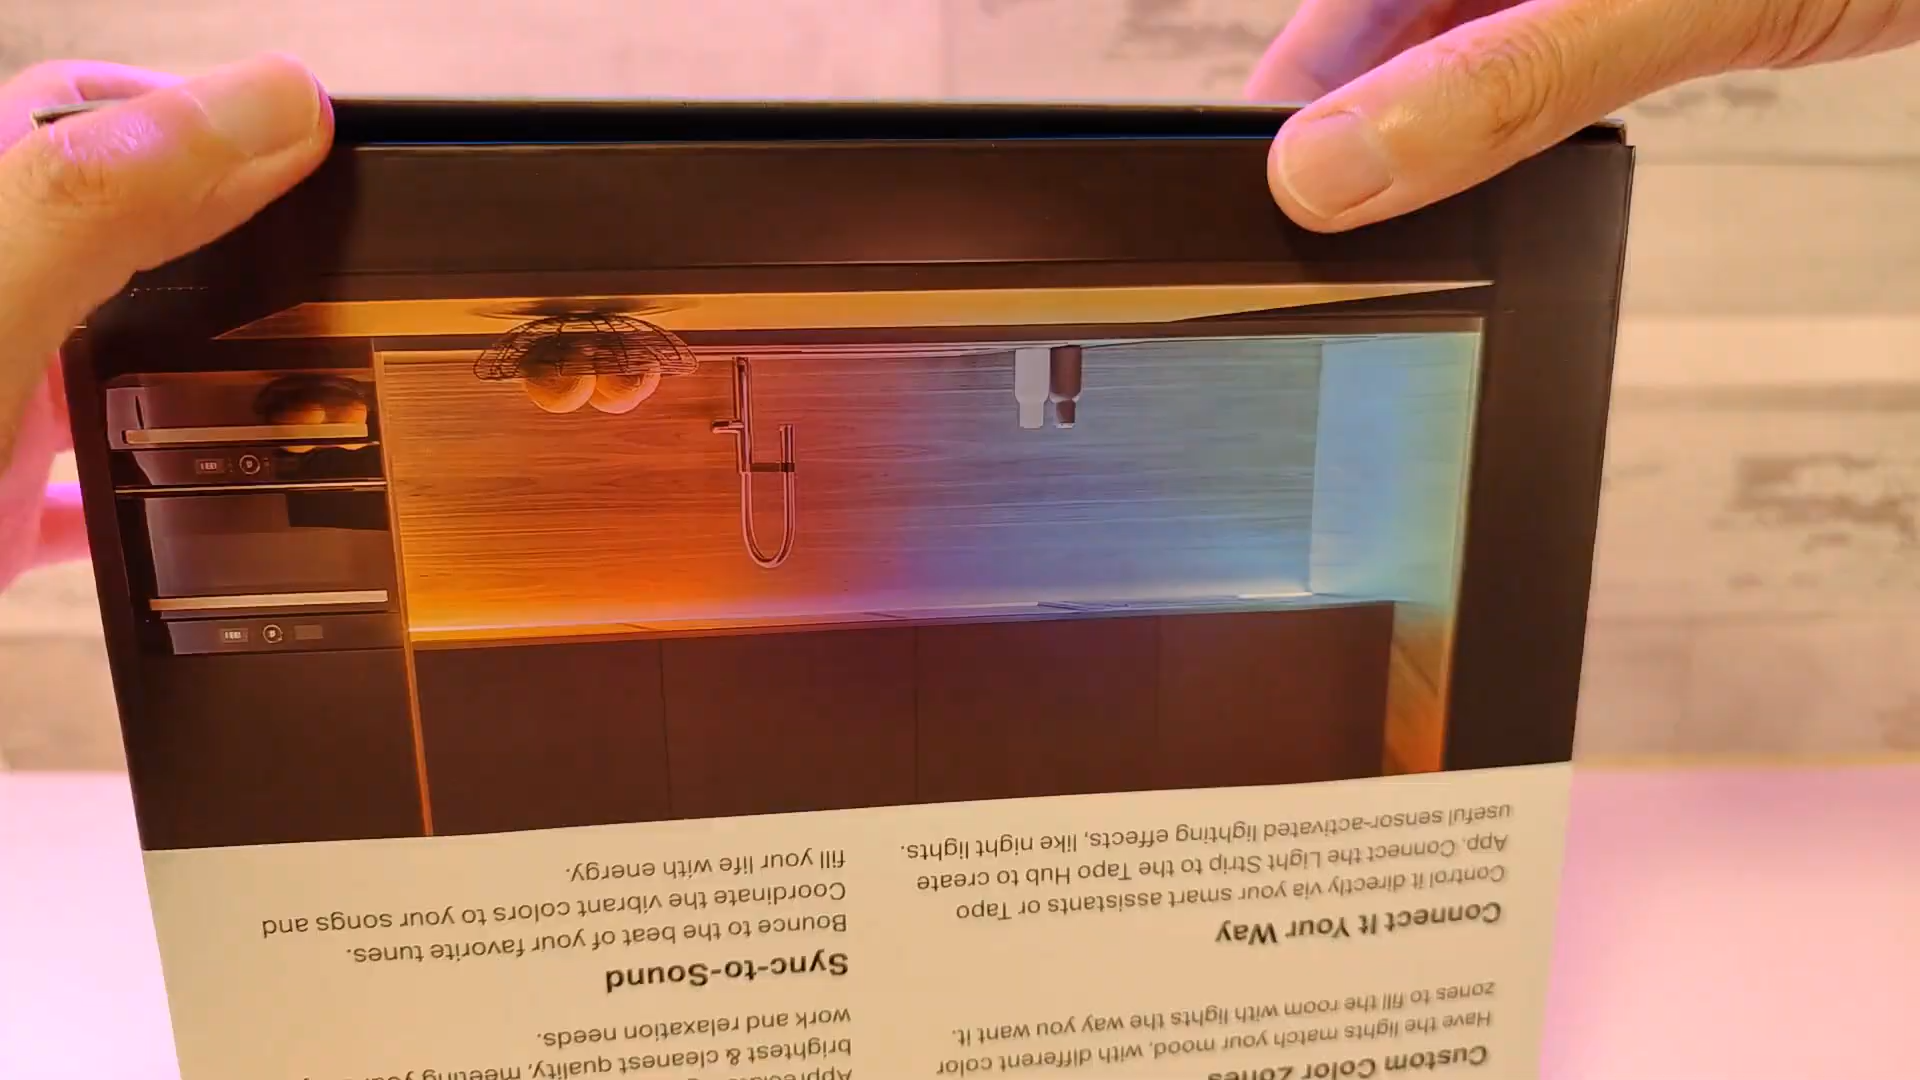 Custom Color Zones
Have the lights match your mood, with different color
zones to fill the room with lights the way you want it.
Connect It Your Way
Control it directly via your smart assistants or Tapo
App. Connect the Light Strip to the Tapo Hub to create
useful sensor-activated lighting effects, like night lights.
brightest & cleanest quality, meeting
work and relaxation needs.
Sync-to-Sound
Bounce to the beat of your favorite tunes.
Coordinate the vibrant colors to your songs and
fill your life with energy.